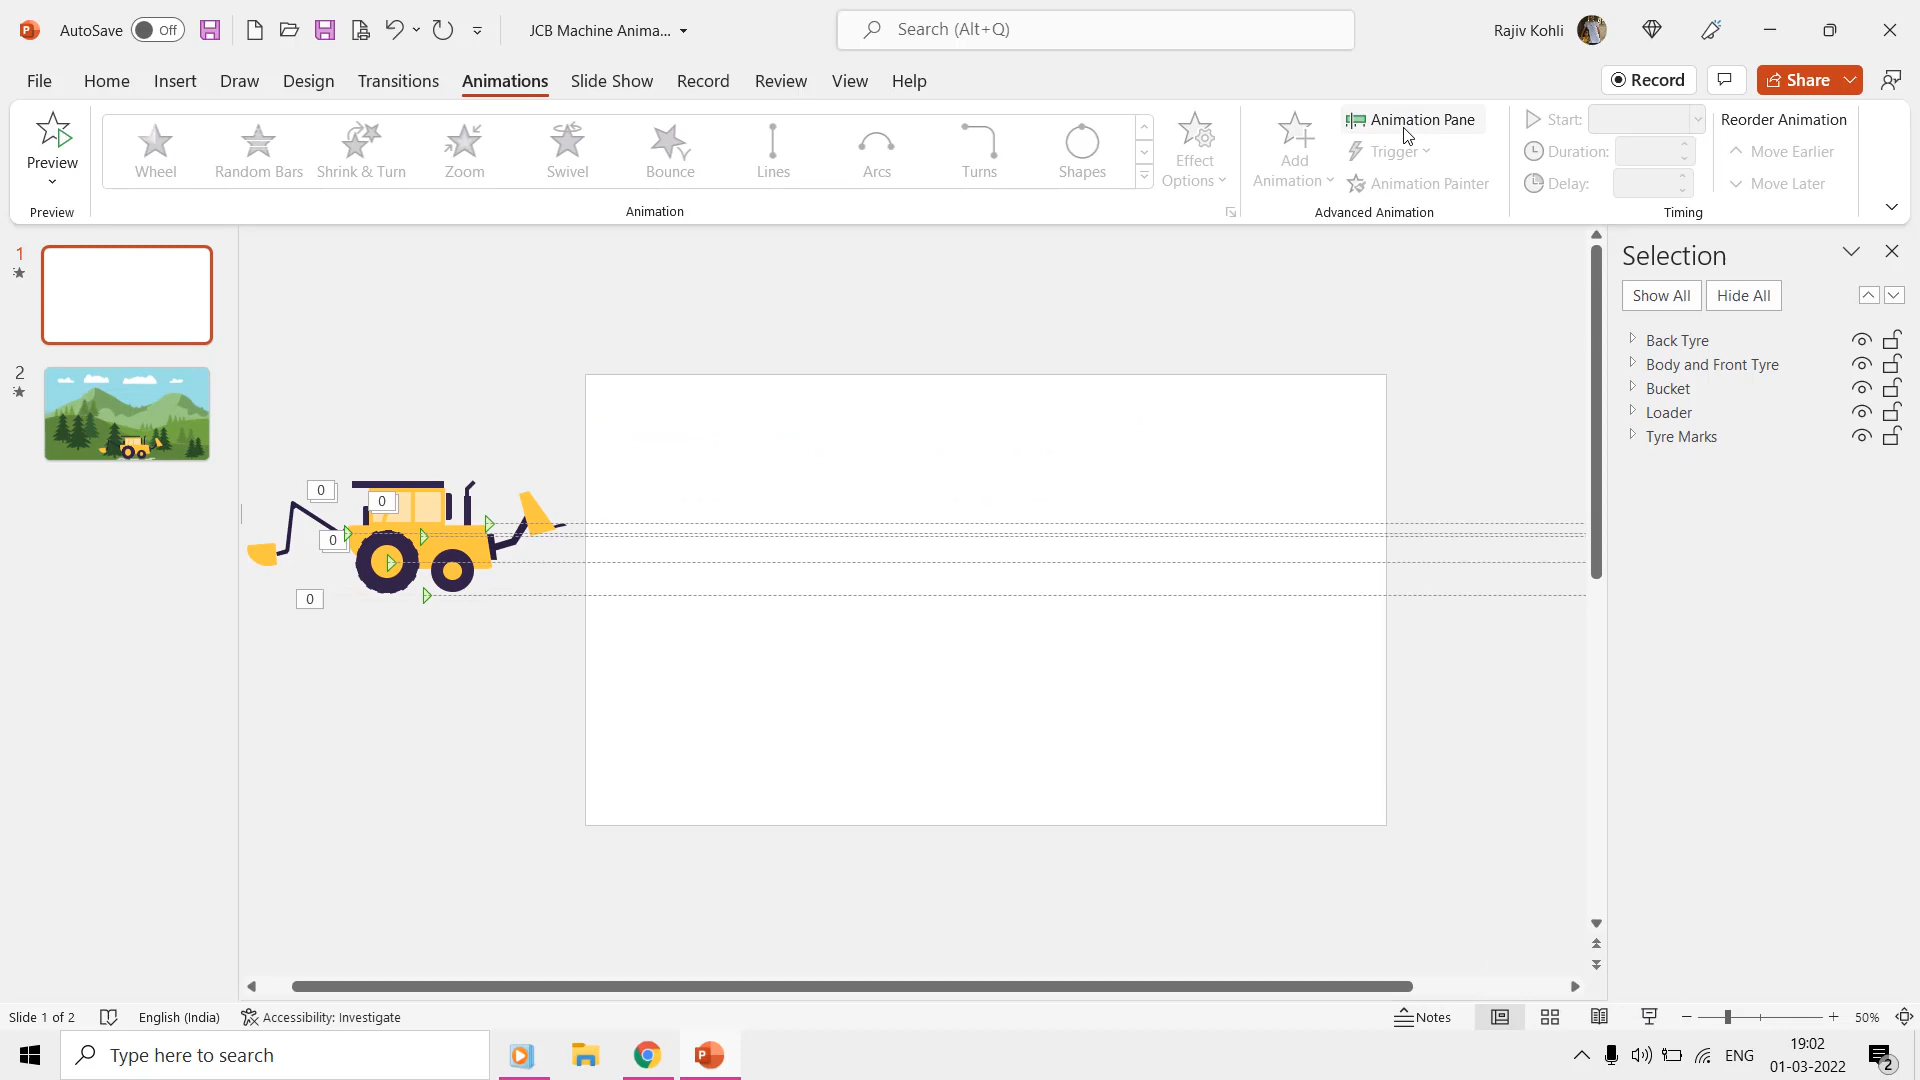 AutoSave Off JCB Machine Anima... Search (Alt+Q) Rajiv Kohli
File Home Insert Draw Design Transitions Animations Slide Show Record Review View Help Record Share
Preview
Wheel Random Bars Shrink & Turn Zoom Swivel Bounce Lines Arcs Turns Shapes
Effect Options
Add Animation
Animation Pane
Trigger
Animation Painter
Start:
Duration:
Delay:
Reorder Animation
Move Earlier
Move Later
Preview Animation Advanced Animation Timing
1
2
0
0
0
0
Selection
Show All Hide All
Back Tyre
Body and Front Tyre
Bucket
Loader
Tyre Marks
Slide 1 of 2 English (India) Accessibility: Investigate Notes 50%
Type here to search ENG 19:02
01-03-2022 2